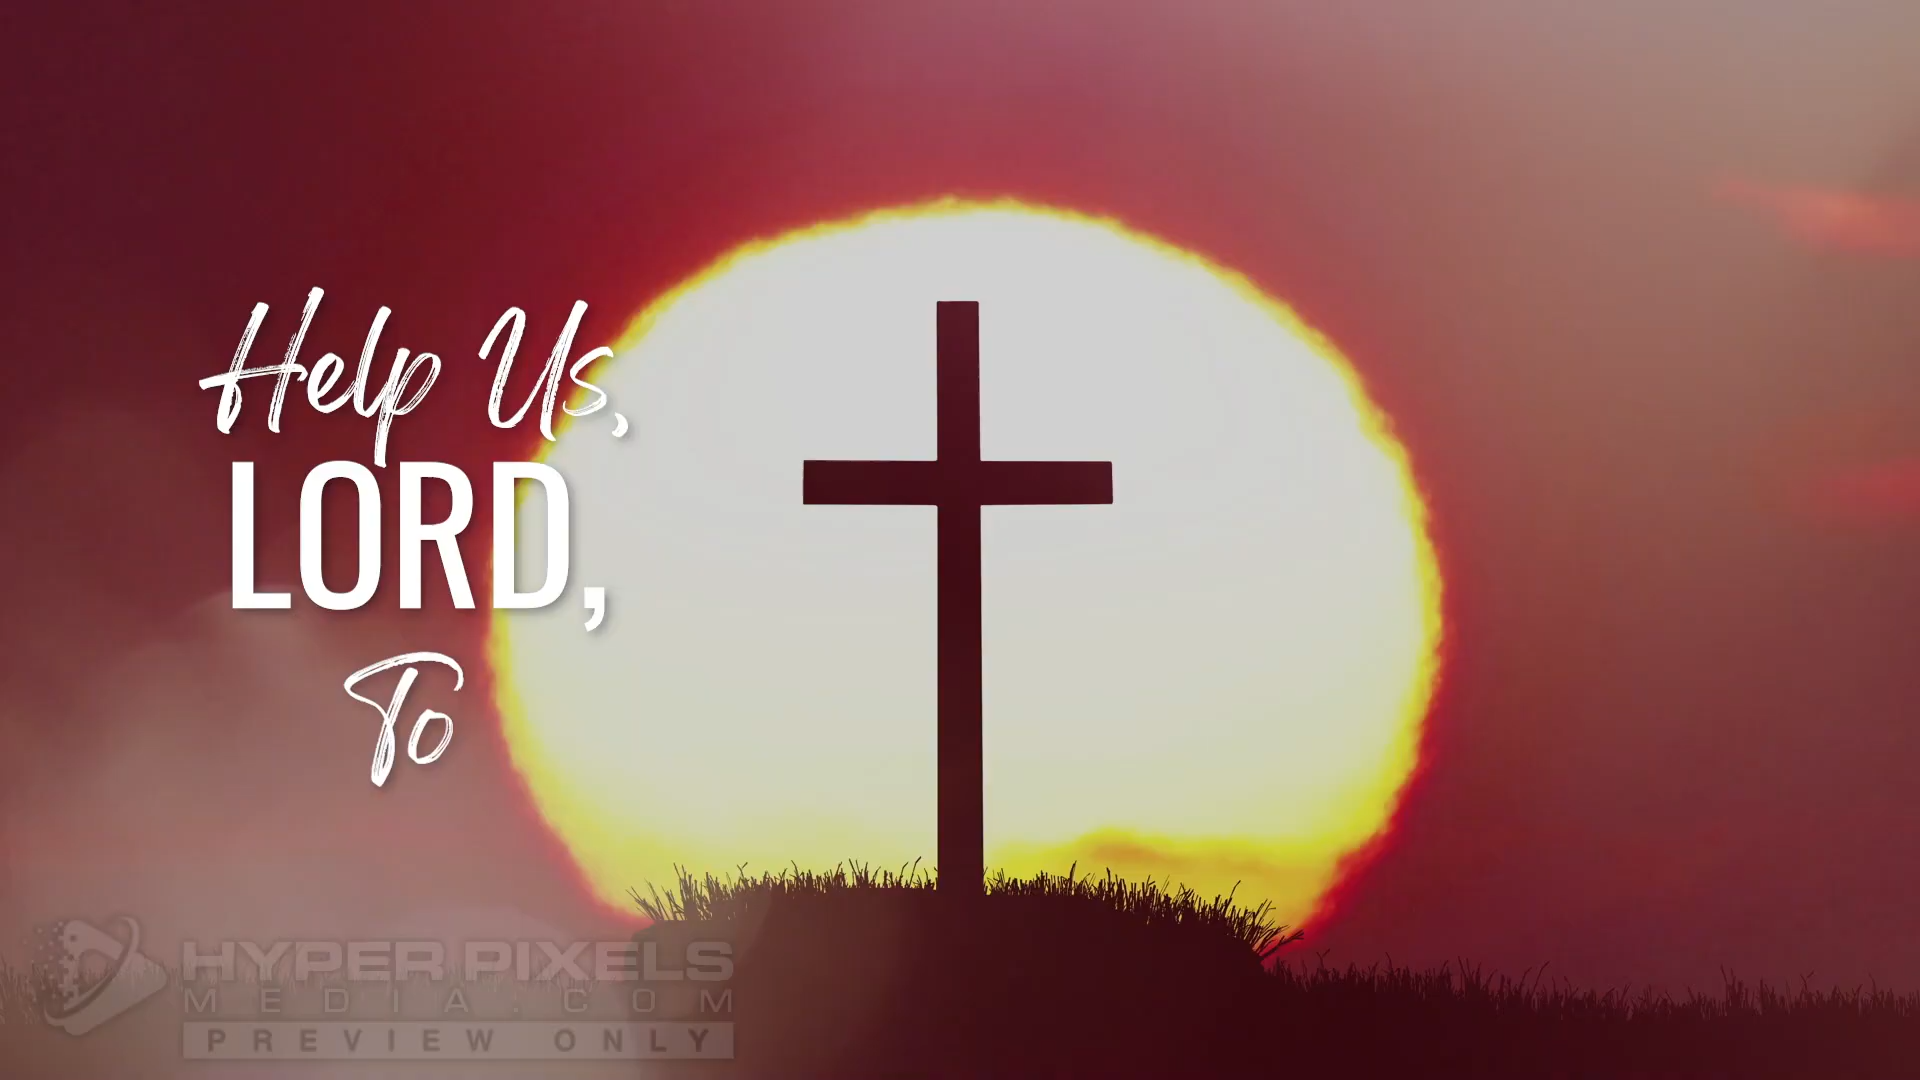 Help Us,
LORD,
To
HYPER PIXELS
MEDIA.COM
PREVIEW ONLY